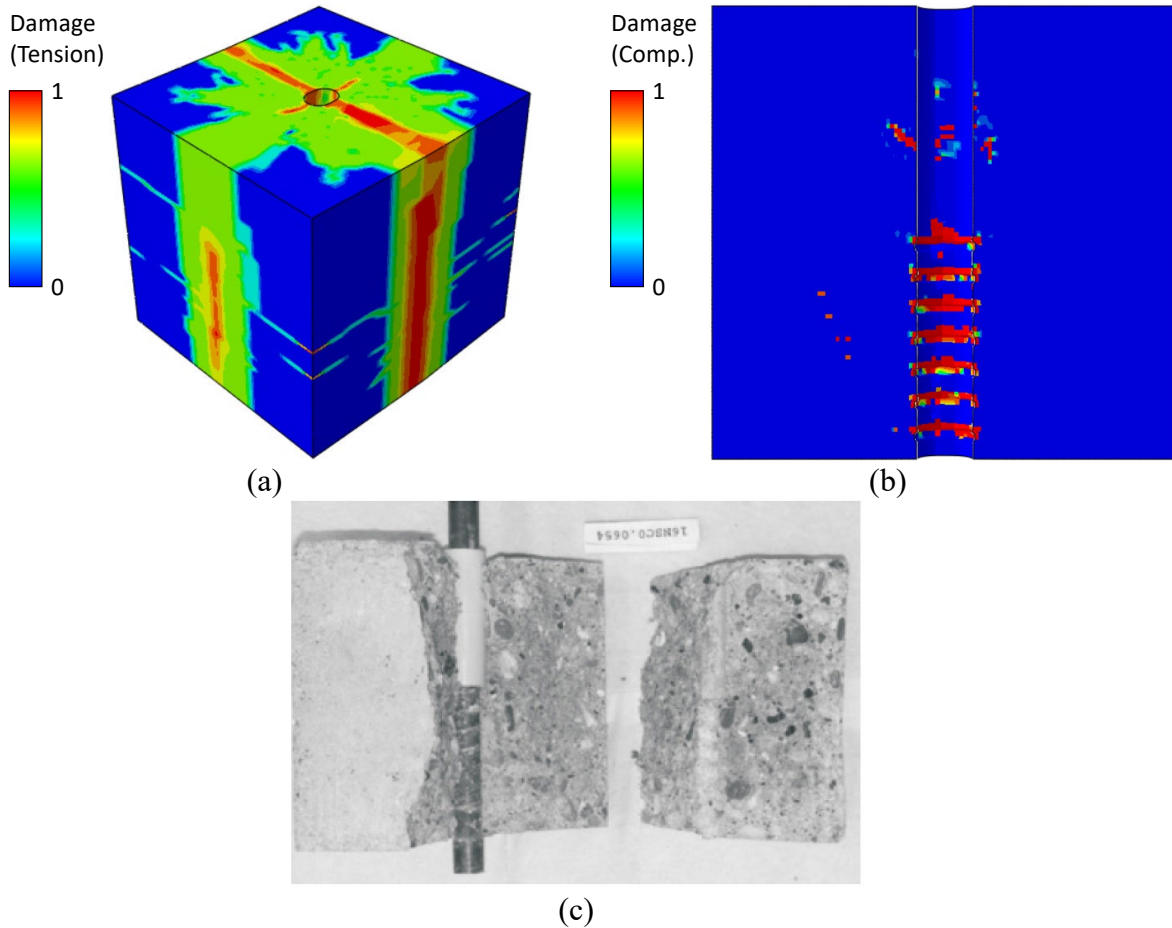 Damage
(Tension)
1
0
Damage
(Comp.)
1
0
(a)
(b)
16NSC0.0654
(c)